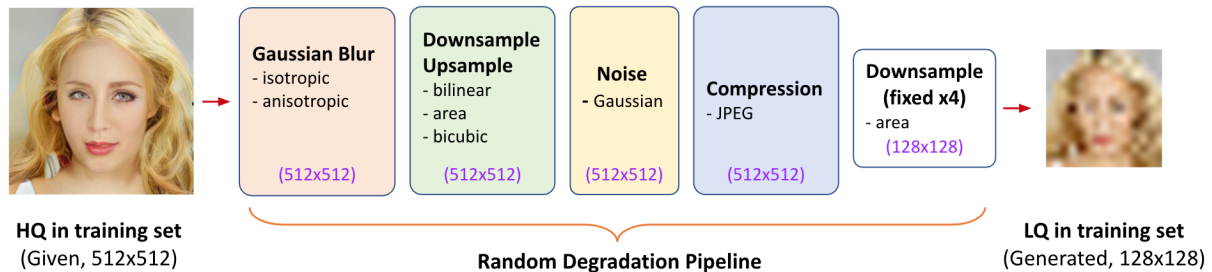 Gaussian Blur
- isotropic
- anisotropic
(512x512)
Downsample
Upsample
- bilinear
- area
- bicubic
(512x512)
Noise
- Gaussian
(512x512)
Compression
- JPEG
(512x512)
Downsample
(fixed x4)
- area
(128x128)
HQ in training set
(Given, 512x512)
Random Degradation Pipeline
LQ in training set
(Generated, 128x128)